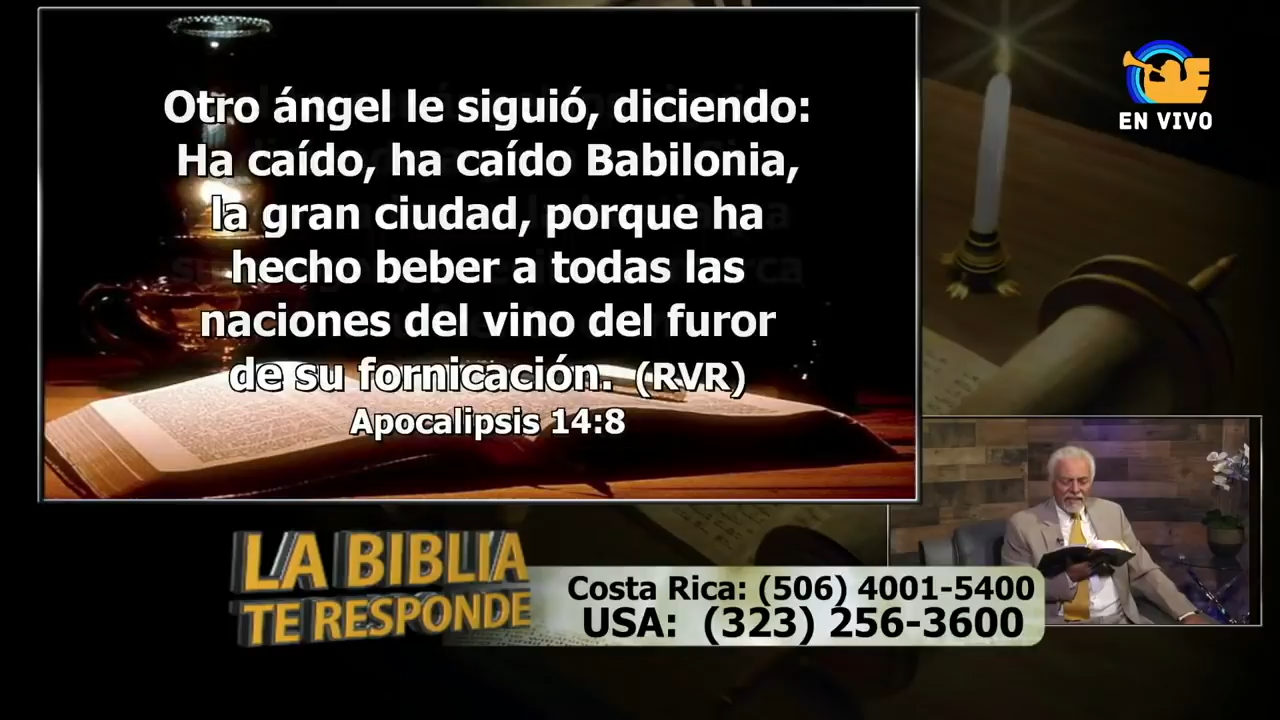 Otro ángel le siguió, diciendo:
Ha caído, ha caído Babilonia,
la gran ciudad, porque ha
hecho beber a todas las
naciones del vino del furor
de su fornicación. (RVR)
Apocalipsis 14:8
E
EN VIVO
LA BIBLIA
TE RESPONDE
Costa Rica: (506) 4001-5400
USA: (323) 256-3600